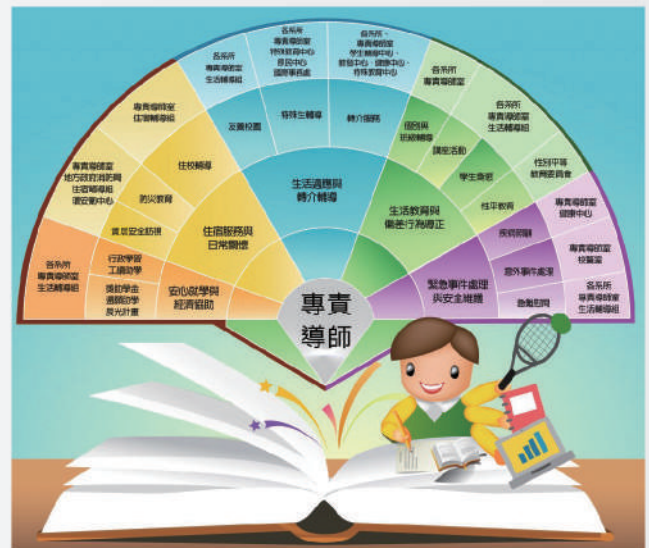 各系所
專責導師室
生活輔導組
行政學習
工讀助學
獎助學金
還願助學
晨光計畫
安心就學與
經濟協助
專責導師室
地方政府消防局
住宿輔導組
環安衛中心
專責導師室
住宿輔導組
防災教育
賃居安全訪視
住校輔導
住宿服務與
日常關懷
各系所
專責導師室
生活輔導組
各系所
專責導師室
特殊教育中心
原民中心
國際事務處
各系所、
專責導師室
學生輔導中心、
教發中心、健康中心、
特殊教育中心
友善校園
特殊生輔導
轉介服務
生活適應與
轉介輔導
各系所
專責導師室
各系所
專責導師室
生活輔導組
性別平等
教育委員會
個別與
班級輔導
講座活動
學生獎懲
性平教育
生活教育與
偏差行為導正
專責導師室
健康中心
專責導師室
校警室
各系所
專責導師室
生活輔導組
疾病照顧
意外事件處理
急難慰問
緊急事件處理
與安全維護
專責
導師